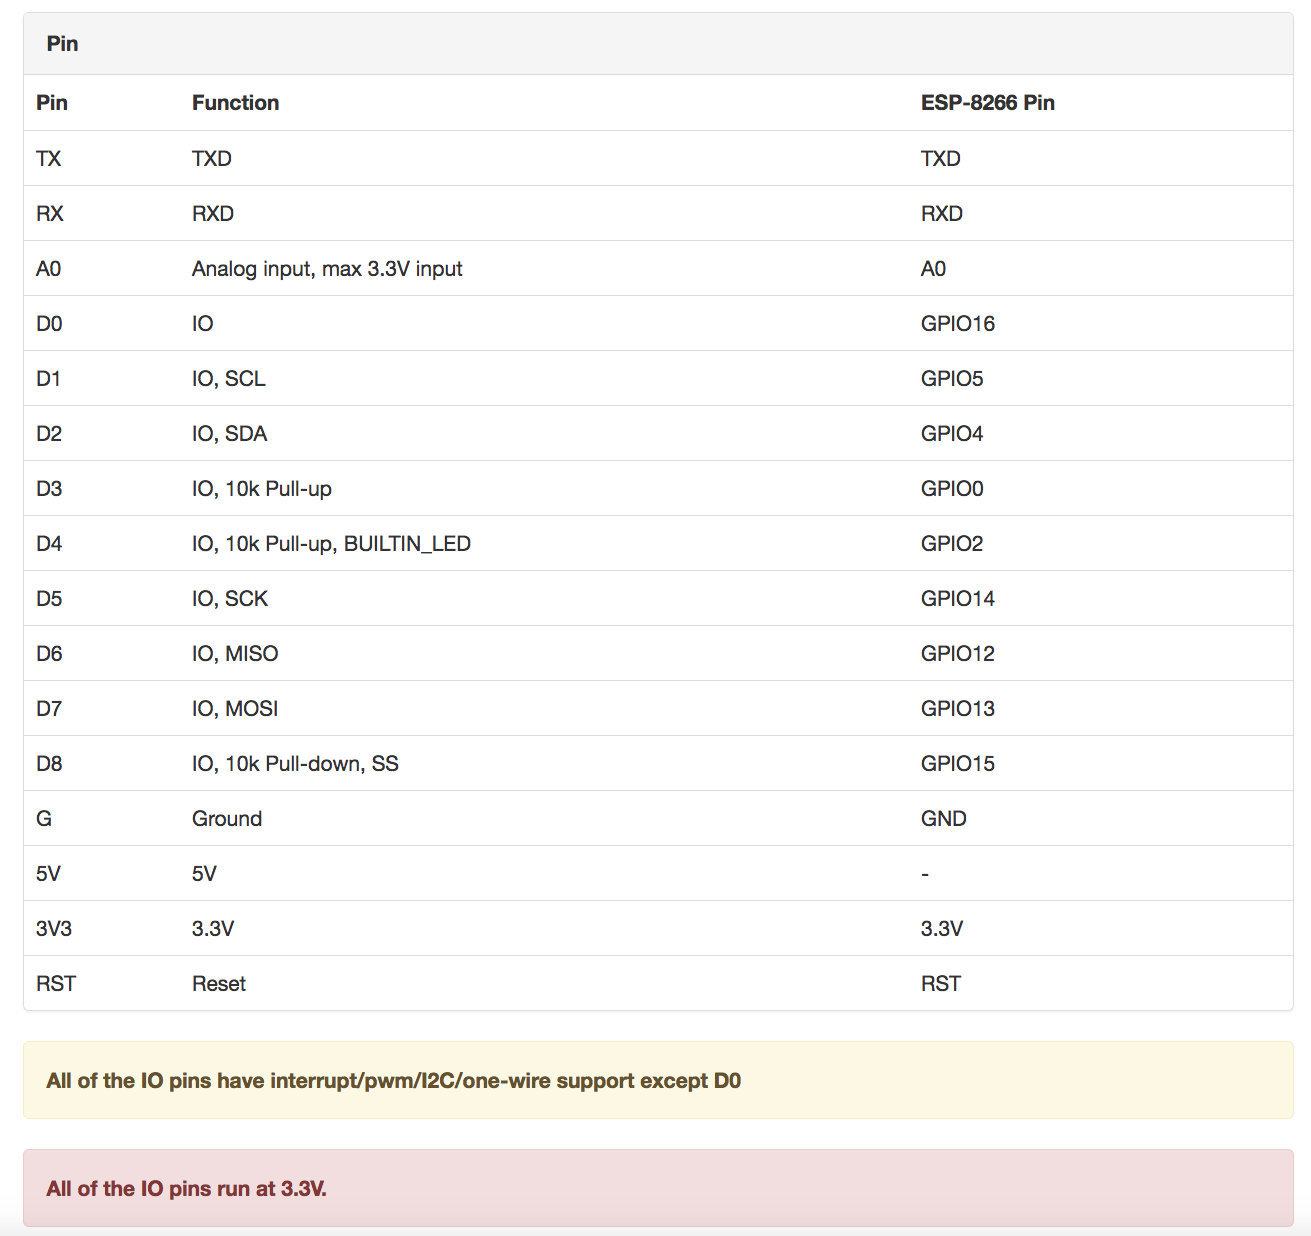 Pin
Pin Function ESP-8266 Pin
TX TXD TXD
RX RXD RXD
A0 Analog input, max 3.3V input A0
D0 IO GPIO16
D1 IO, SCL GPIO5
D2 IO, SDA GPIO4
D3 IO, 10k Pull-up GPIO0
D4 IO, 10k Pull-up, BUILTIN_LED GPIO2
D5 IO, SCK GPIO14
D6 IO, MISO GPIO12
D7 IO, MOSI GPIO13
D8 IO, 10k Pull-down, SS GPIO15
G Ground GND
5V 5V -
3V3 3.3V 3.3V
RST Reset RST
All of the IO pins have interrupt/pwm/I2C/one-wire support except D0
All of the IO pins run at 3.3V.